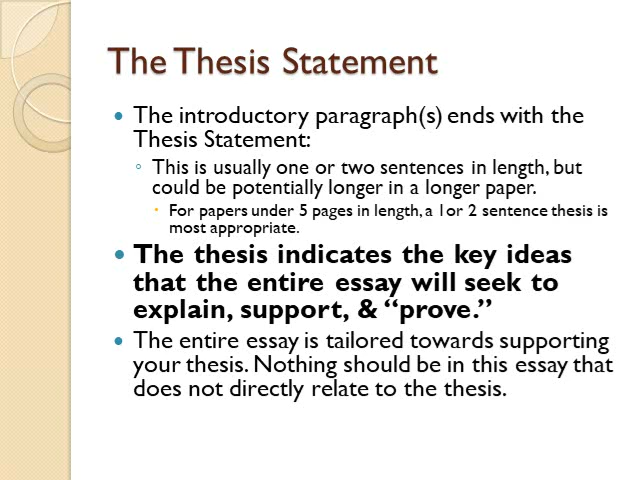 The Thesis Statement
The introductory paragraph(s) ends with the
Thesis Statement:
This is usually one or two sentences in length, but
could be potentially longer in a longer paper.
For papers under 5 pages in length, a 1or 2 sentence thesis is
most appropriate.
The thesis indicates the key ideas
that the entire essay will seek to
explain, support, & “prove.”
The entire essay is tailored towards supporting
your thesis. Nothing should be in this essay that
does not directly relate to the thesis.